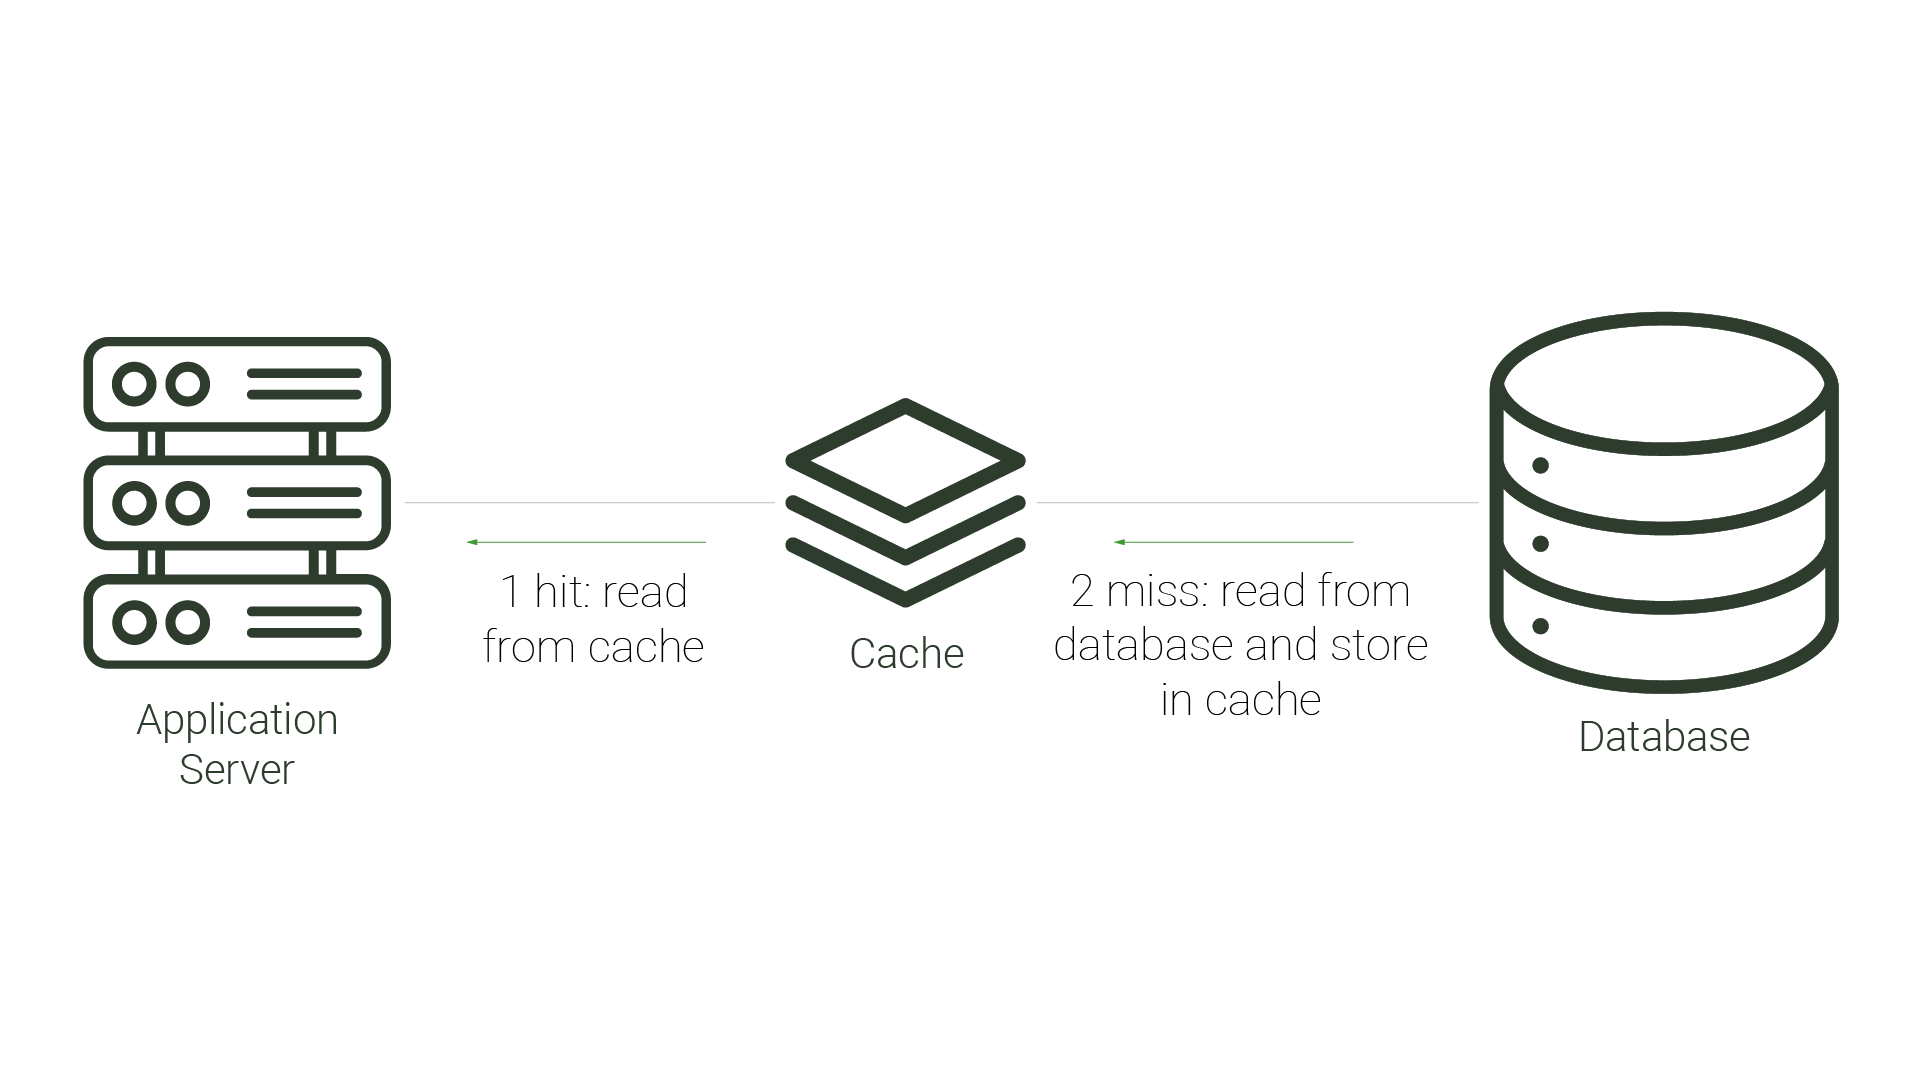 1 hit: read
from cache
2 miss: read from
database and store
in cache
Cache
Application
Server
Database